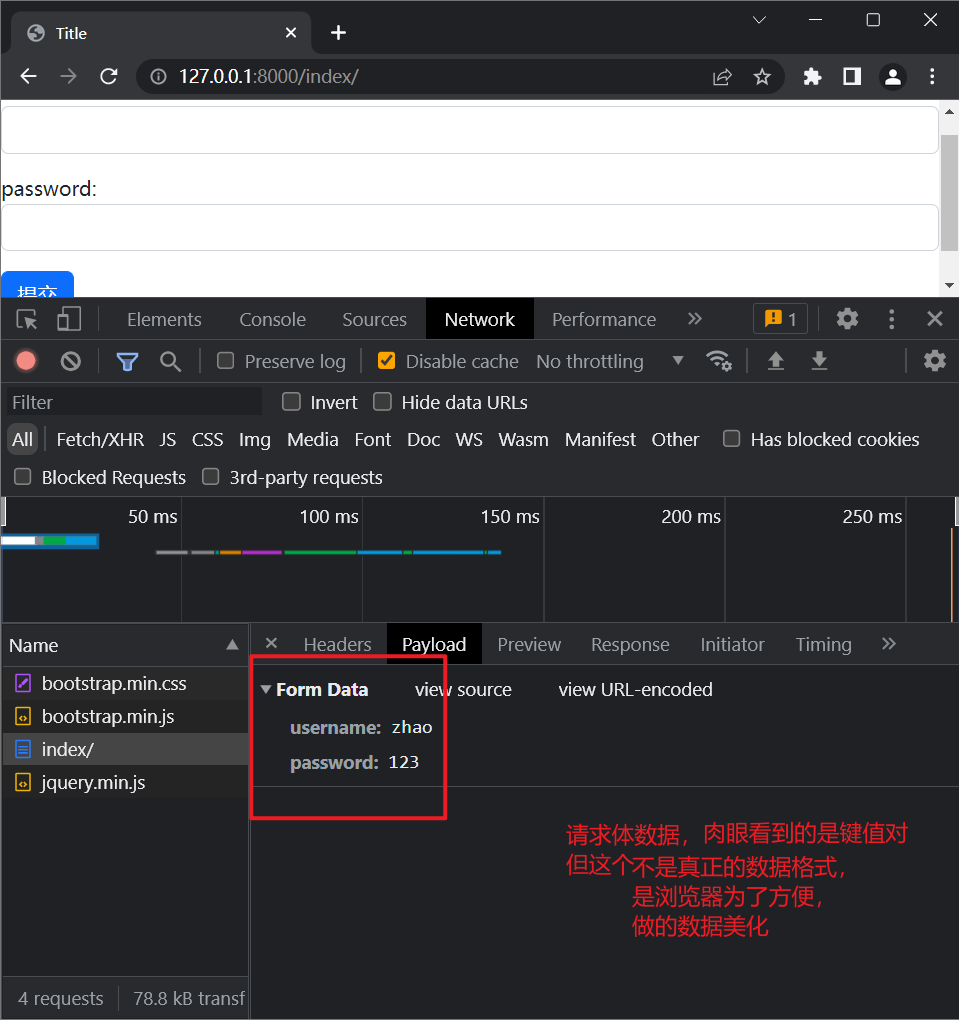 Title
127.0.0.1:8000/index/
password:
提交
Elements Console Sources Network Performance 1
Preserve log Disable cache No throttling
Filter Invert Hide data URLs
All Fetch/XHR JS CSS Img Media Font Doc WS Wasm Manifest Other Has blocked cookies
Blocked Requests 3rd-party requests
50 ms 100 ms 150 ms 200 ms 250 ms
Name Headers Payload Preview Response Initiator Timing
bootstrap.min.css
bootstrap.min.js
index/
jquery.min.js
Form Data view source view URL-encoded
username: zhao
password: 123
请求体数据，肉眼看到的是键值对
但这个不是真正的数据格式，
是浏览器为了方便，
做的数据美化
4 requests 78.8 kB transf